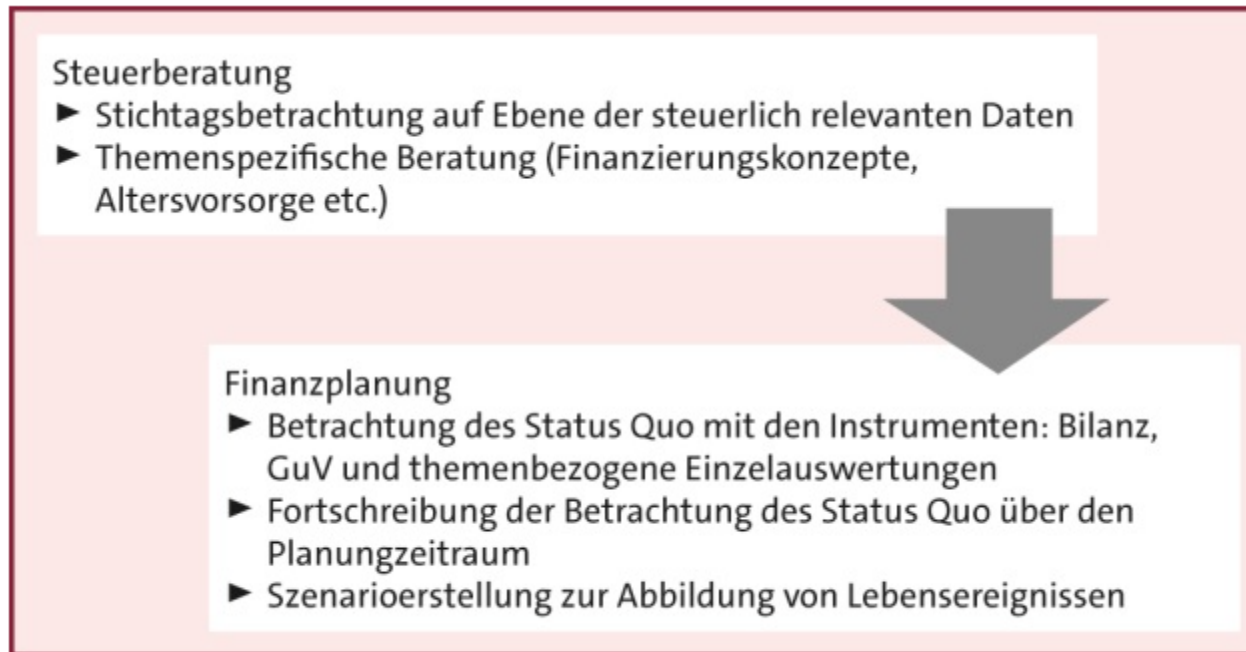 Steuerberatung
► Stichtagsbetrachtung auf Ebene der steuerlich relevanten Daten
► Themenspezifische Beratung (Finanzierungskonzepte,
Altersvorsorge etc.)
Finanzplanung
► Betrachtung des Status Quo mit den Instrumenten: Bilanz,
GuV und themenbezogene Einzelauswertungen
► Fortschreibung der Betrachtung des Status Quo über den
Planungzeitraum
► Szenarioerstellung zur Abbildung von Lebensereignissen